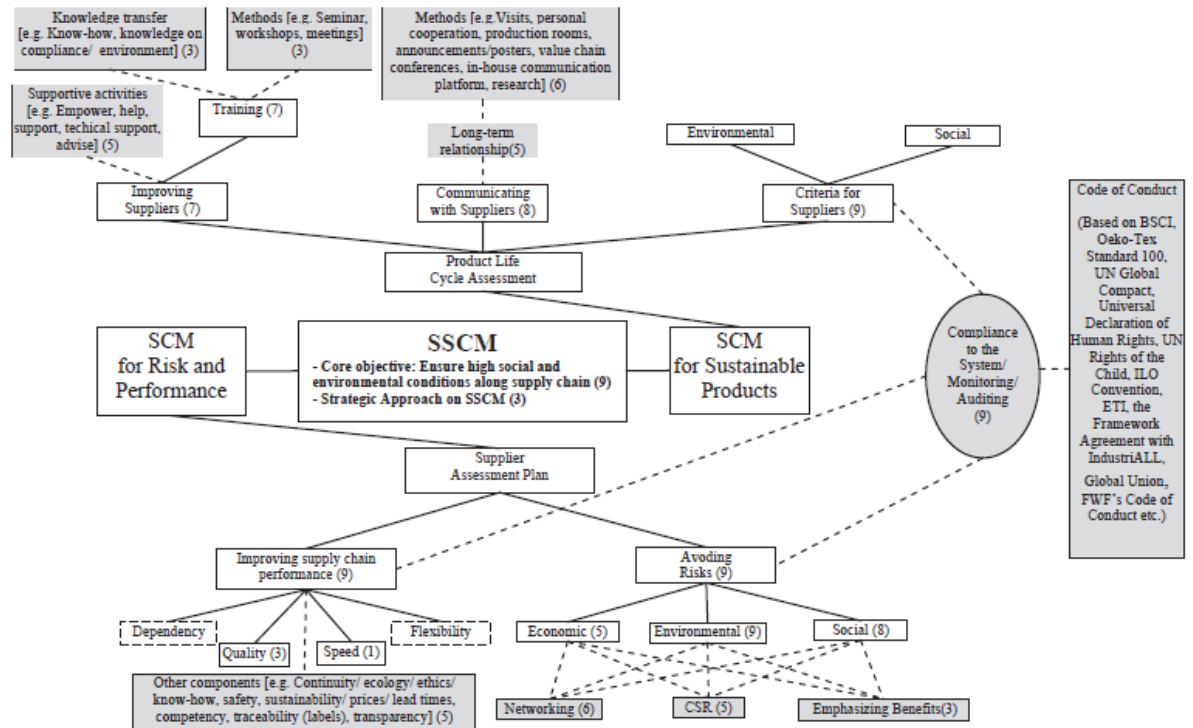 Knowledge transfer
[e.g. Know-how, knowledge on
compliance/ environment] (3)
Methods [e.g. Seminar,
workshops, meetings]
(3)
Methods [e.g.Visits, personal
cooperation, production rooms,
announcements/posters, value chain
conferences, in-house communication
platform, research] (6)
Supportive activities
[e.g. Empower, help,
support, techical support,
advise] (5)
Training (7)
Long-term
relationship(5)
Environmental
Social
Improving
Suppliers (7)
Communicating
with Suppliers (8)
Criteria for
Suppliers (9)
Product Life
Cycle Assessment
Code of Conduct
(Based on BSCI,
Oeko-Tex
Standard 100,
UN Global
Compact,
Universal
Declaration of
Human Rights, UN
Rights of the
Child, ILO
Convention,
ETI, the
Framework
Agreement with
IndustriALL,
Global Union,
FWF's Code of
Conduct etc.)
SCM
for Risk and
Performance
SSCM
- Core objective: Ensure high social and
environmental conditions along supply chain (9)
- Strategic Approach on SSCM (3)
SCM
for Sustainable
Products
Compliance
to the
System/
Monitoring/
Auditing
(9)
Supplier
Assessment Plan
Improving supply chain
performance (9)
Avoding
Risks (9)
Dependency
Quality (3)
Speed (1)
Flexibility
Economic (5)
Environmental (9)
Social (8)
Other components [e.g. Continuity/ ecology/ ethics/
know-how, safety, sustainability/ prices/ lead times,
competency, traceability (labels), transparency] (5)
Networking (6)
CSR (5)
Emphasizing Benefits(3)